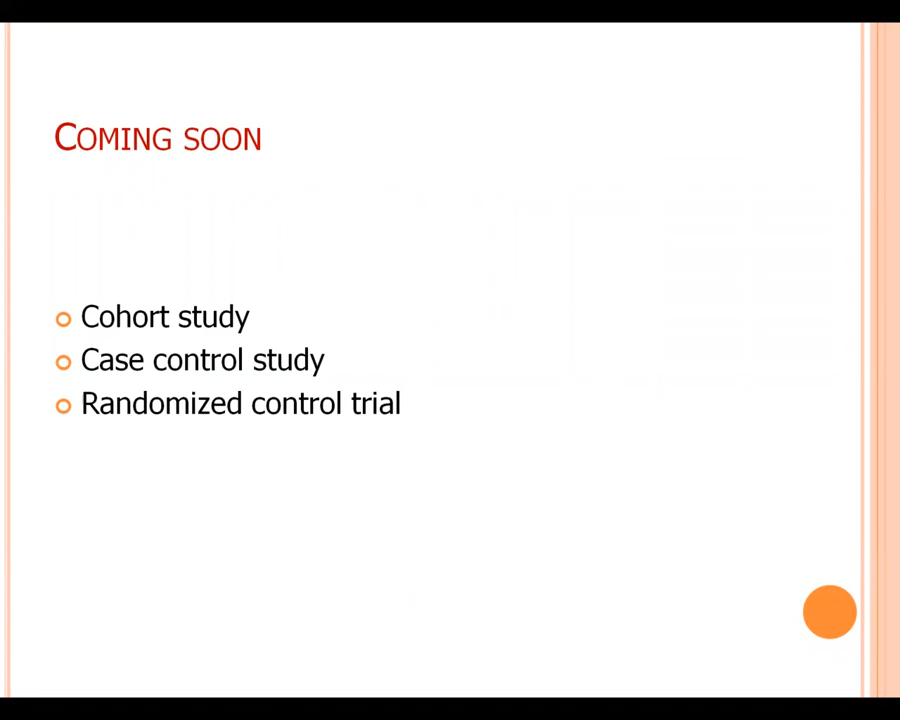 COMING SOON
Cohort study
Case control study
Randomized control trial